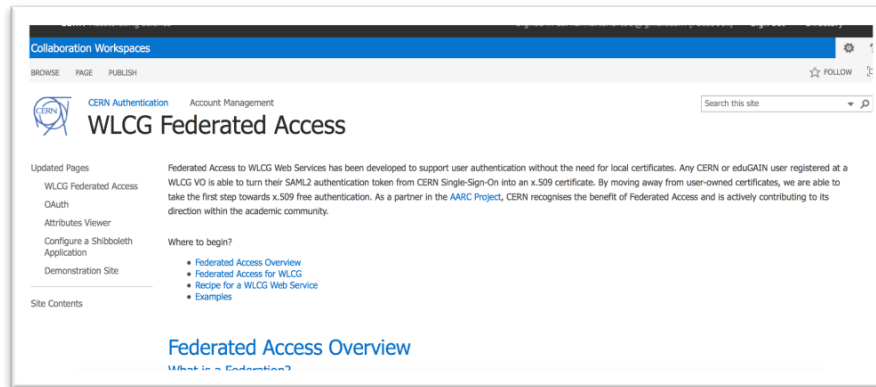 Collaboration Workspaces
BROWSE PAGE PUBLISH
FOLLOW
CERN
CERN Authentication Account Management
Search this site
WLCG Federated Access
Updated Pages
WLCG Federated Access
OAuth
Attributes Viewer
Configure a Shibboleth
Application
Demonstration Site
Site Contents
Federated Access to WLCG Web Services has been developed to support user authentication without the need for local certificates. Any CERN or eduGAIN user registered at a
WLCG VO is able to turn their SAML2 authentication token from CERN Single-Sign-On into an x.509 certificate. By moving away from user-owned certificates, we are able to
take the first step towards x.509 free authentication. As a partner in the AARC Project, CERN recognises the benefit of Federated Access and is actively contributing to its
direction within the academic community.
Where to begin?
• Federated Access Overview
• Federated Access for WLCG
• Recipe for a WLCG Web Service
• Examples
Federated Access Overview
What is a Federation?